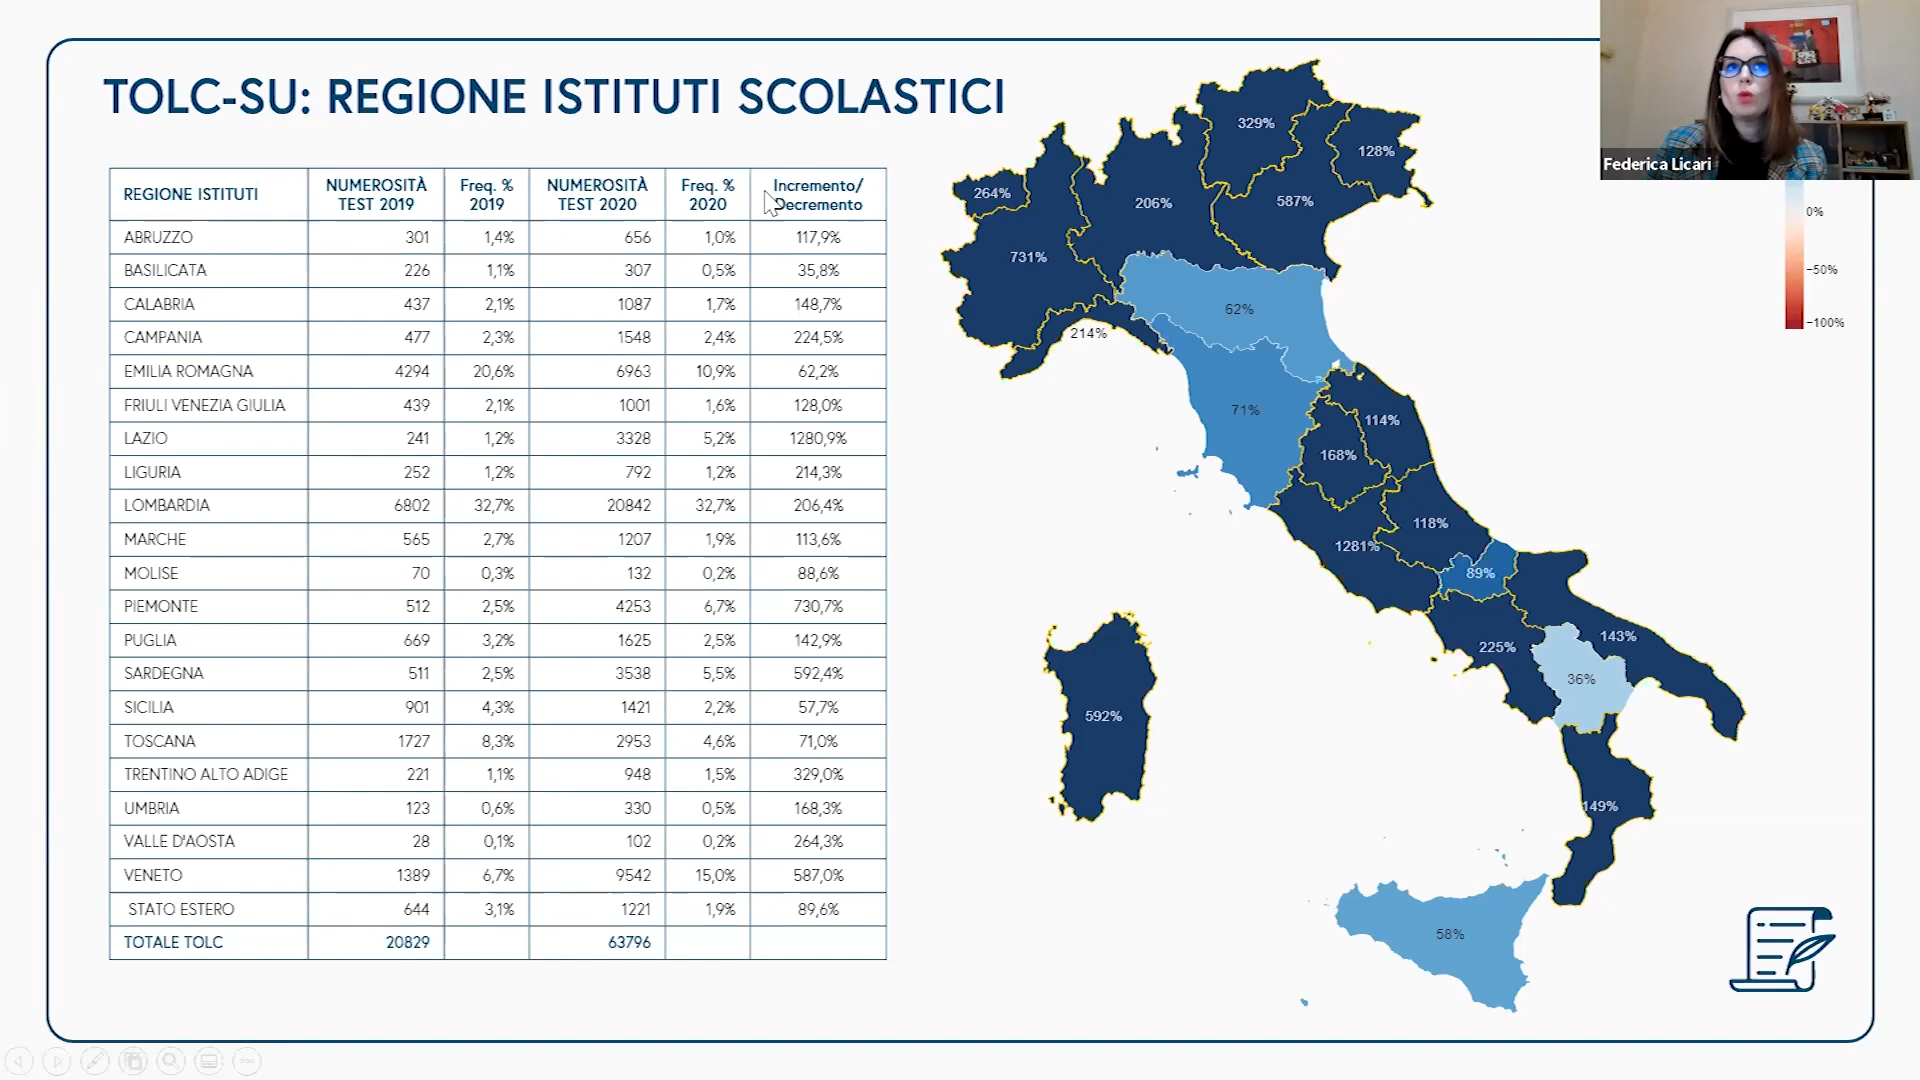 TOLC-SU: REGIONE ISTITUTI SCOLASTICI
REGIONE ISTITUTI NUMEROSITÀ TEST 2019 Freq. % 2019 NUMEROSITÀ TEST 2020 Freq. % 2020 Incremento/ Decremento
ABRUZZO 301 1,4% 656 1,0% 117,9%
BASILICATA 226 1,1% 307 0,5% 35,8%
CALABRIA 437 2,1% 1087 1,7% 148,7%
CAMPANIA 477 2,3% 1548 2,4% 224,5%
EMILIA ROMAGNA 4294 20,6% 6963 10,9% 62,2%
FRIULI VENEZIA GIULIA 439 2,1% 1001 1,6% 128,0%
LAZIO 241 1,2% 3328 5,2% 1280,9%
LIGURIA 252 1,2% 792 1,2% 214,3%
LOMBARDIA 6802 32,7% 20842 32,7% 206,4%
MARCHE 565 2,7% 1207 1,9% 113,6%
MOLISE 70 0,3% 132 0,2% 88,6%
PIEMONTE 512 2,5% 4253 6,7% 730,7%
PUGLIA 669 3,2% 1625 2,5% 142,9%
SARDEGNA 511 2,5% 3538 5,5% 592,4%
SICILIA 901 4,3% 1421 2,2% 57,7%
TOSCANA 1727 8,3% 2953 4,6% 71,0%
TRENTINO ALTO ADIGE 221 1,1% 948 1,5% 329,0%
UMBRIA 123 0,6% 330 0,5% 168,3%
VALLE D'AOSTA 28 0,1% 102 0,2% 264,3%
VENETO 1389 6,7% 9542 15,0% 587,0%
STATO ESTERO 644 3,1% 1221 1,9% 89,6%
TOTALE TOLC 20829 63796
329%
128%
264%
206%
587%
731%
62%
214%
71%
114%
168%
118%
1281%
89%
225%
143%
36%
592%
149%
58%
0%
−50%
−100%
Federica Licari